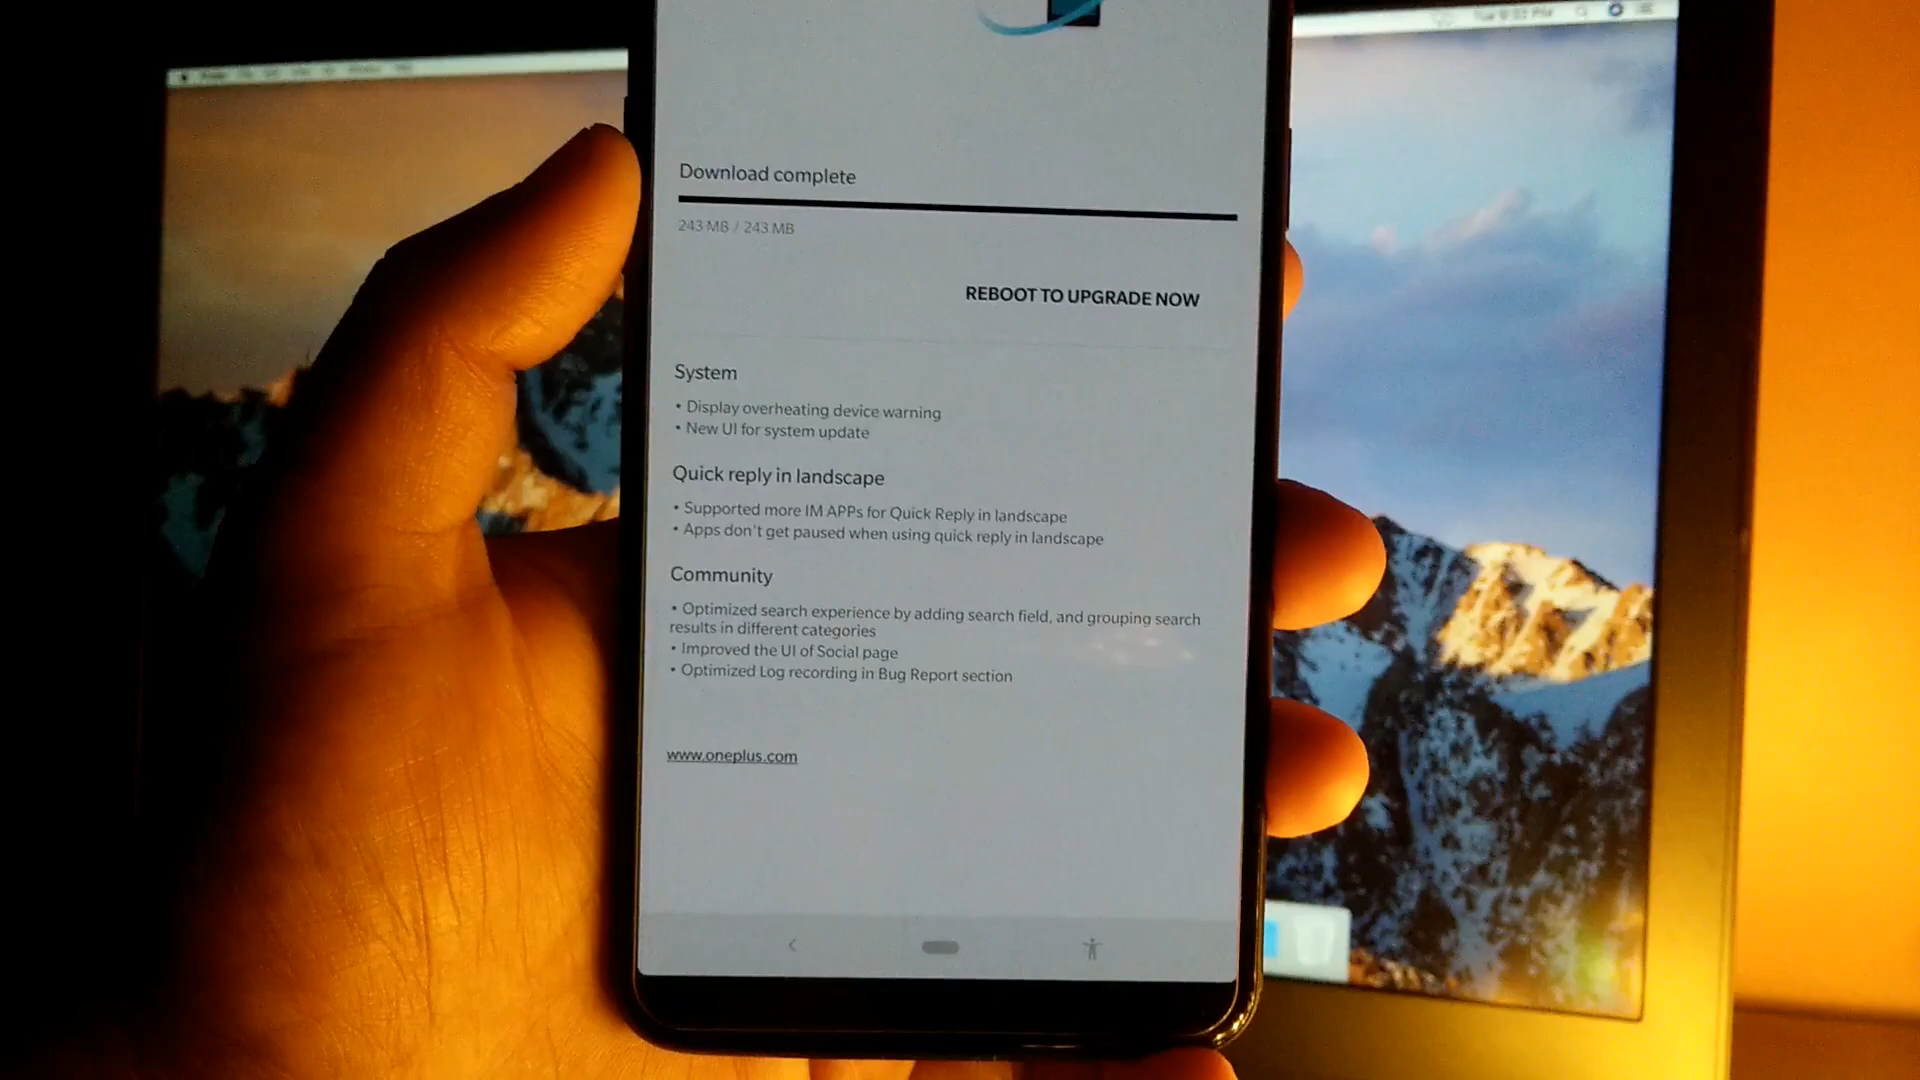 Download complete
243 MB / 243 MB
REBOOT TO UPGRADE NOW
System
• Display overheating device warning
• New UI for system update
Quick reply in landscape
• Supported more IM APPs for Quick Reply in landscape
• Apps don't get paused when using quick reply in landscape
Community
• Optimized search experience by adding search field, and grouping search
results in different categories
• Improved the UI of Social page
• Optimized Log recording in Bug Report section
www.oneplus.com